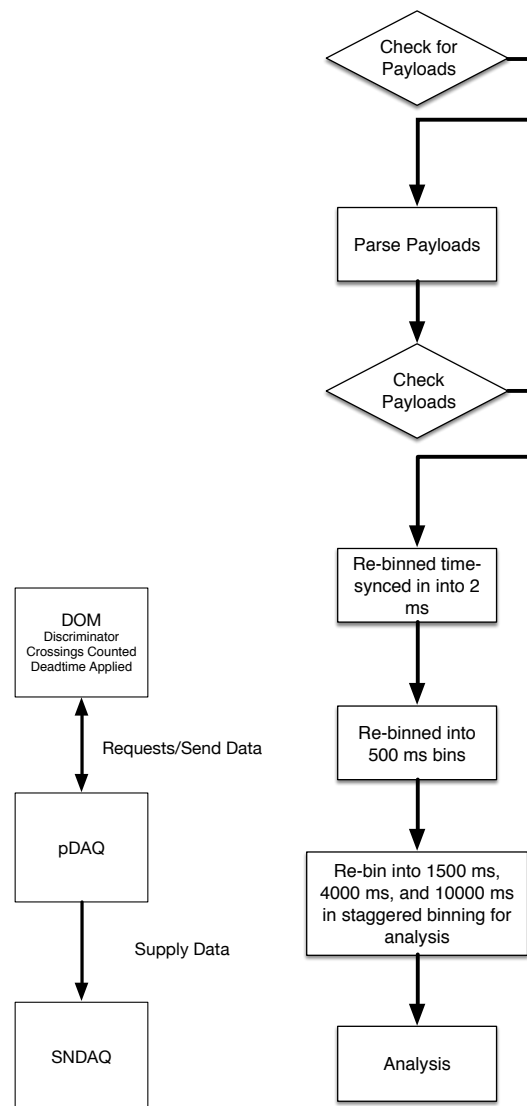 Check for
Payloads
Parse Payloads
Check
Payloads
Re-binned time-
synced in into 2
ms
Re-binned into
500 ms bins
Re-bin into 1500 ms,
4000 ms, and 10000 ms
in staggered binning for
analysis
Analysis
DOM
Discriminator
Crossings Counted
Deadtime Applied
Requests/Send Data
pDAQ
Supply Data
SNDAQ